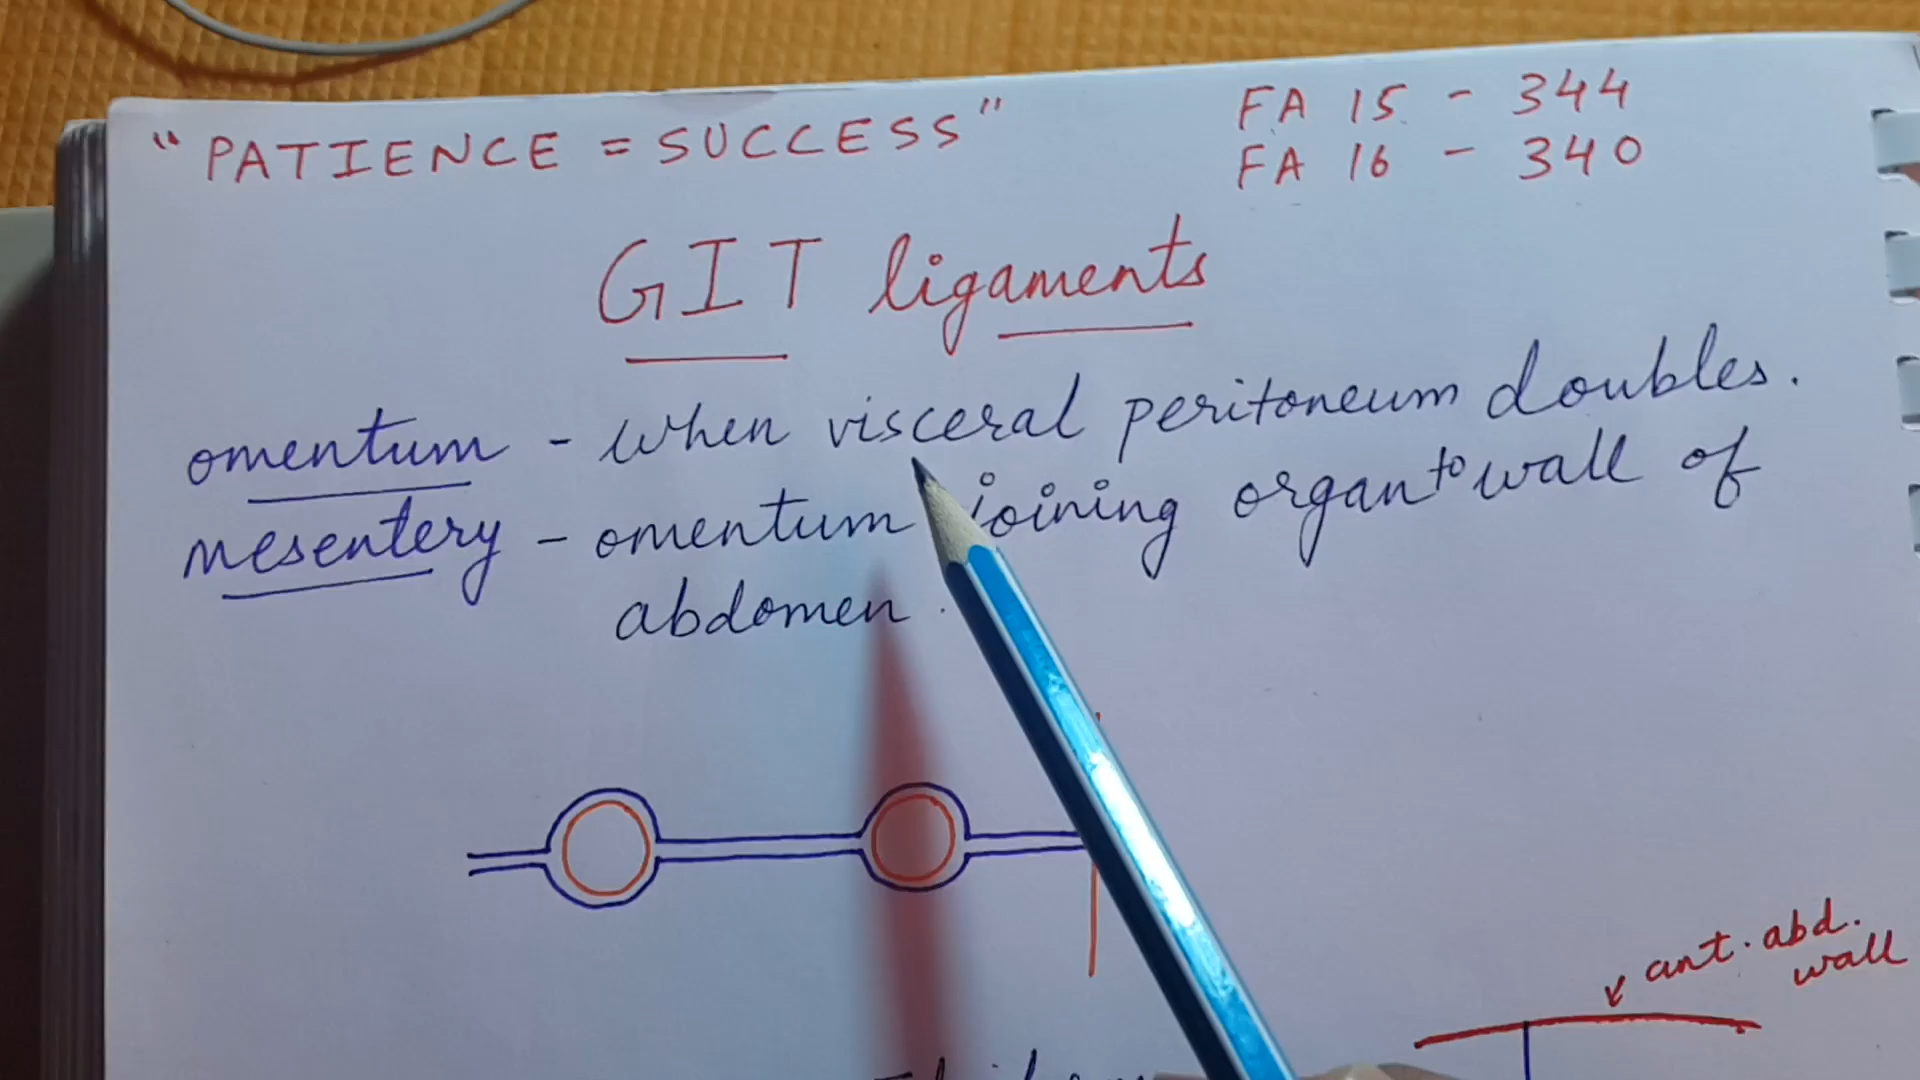 "PATIENCE = SUCCESS"
FA 15 - 344
FA 16 - 340
GIT ligaments
omentum - when visceral peritoneum doubles.
mesentery - omentum joining organ to wall of
abdomen.
ant. abd.
wall